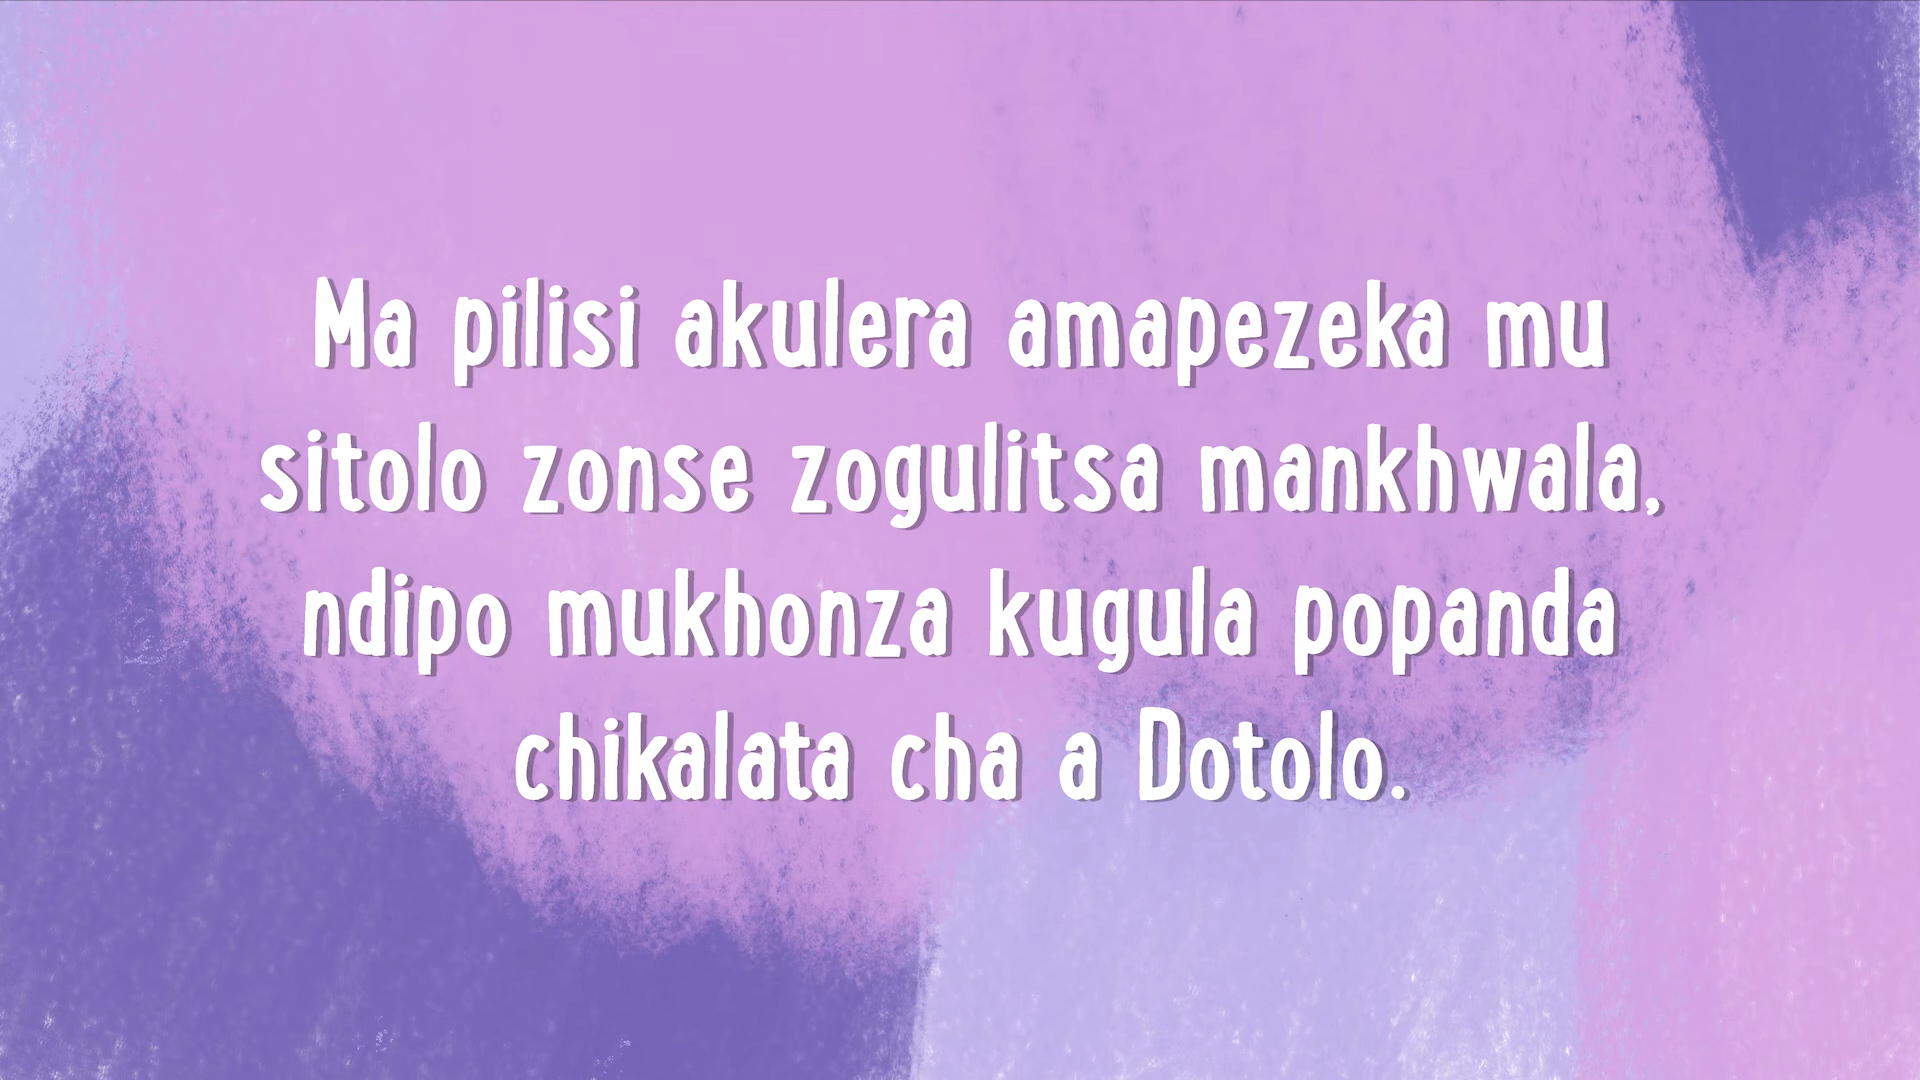 Ma pilisi akulera amapezeka mu
sitolo zonse zogulitsa mankhwala,
ndipo mukhonza kugula popanda
chikalata cha a Dotolo.